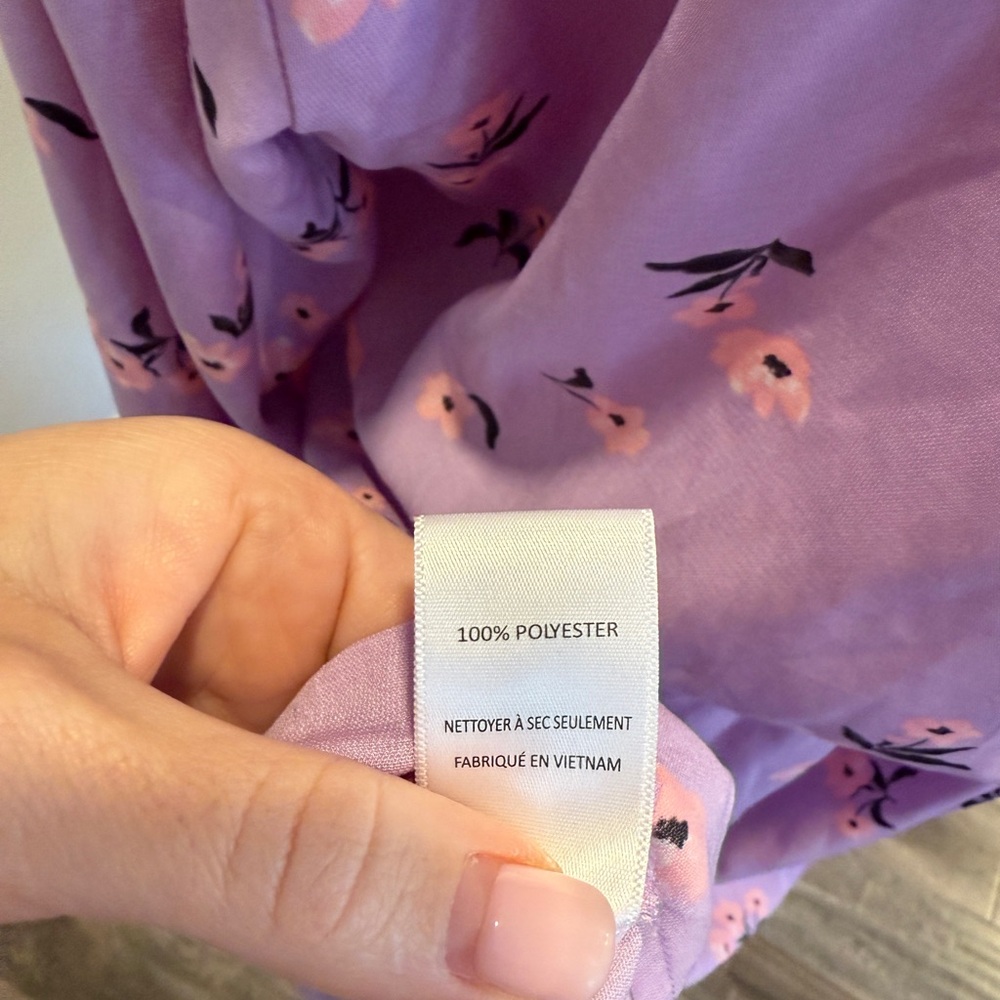 100% POLYESTER
NETTOYER À SEC SEULEMENT
FABRIQUÉ EN VIETNAM